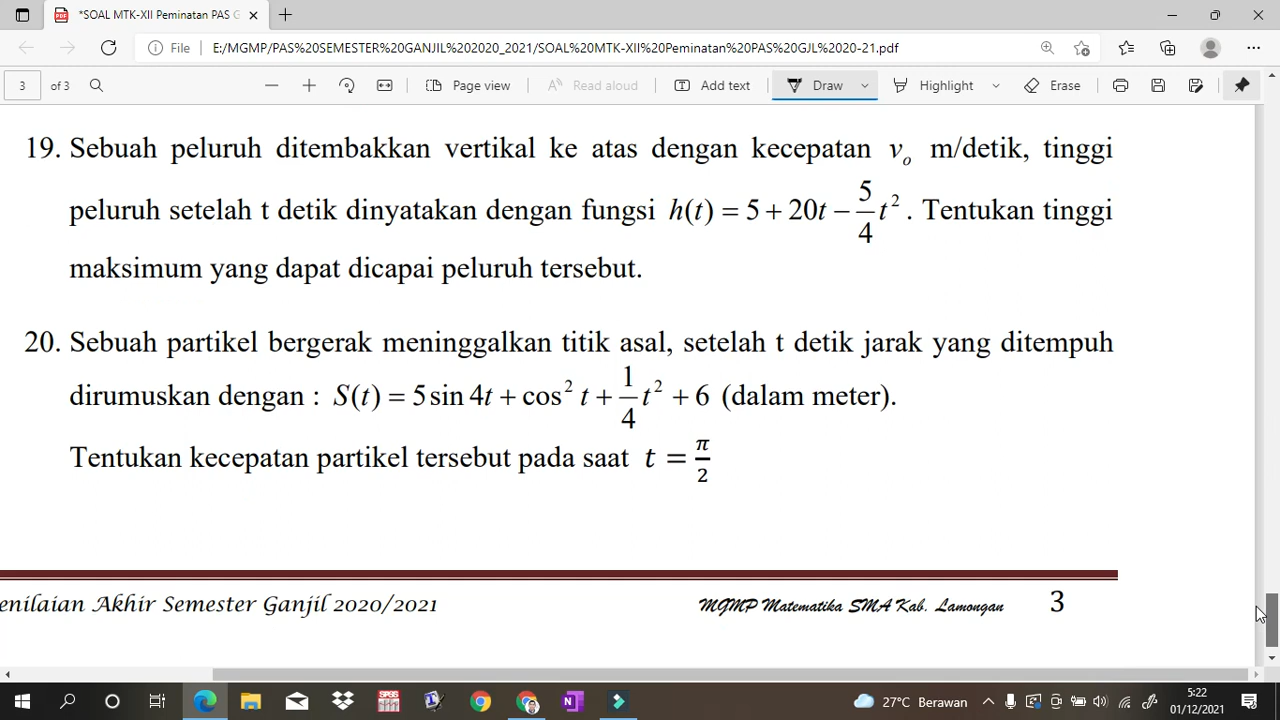 *SOAL MTK-XII Peminatan PAS G
File E:/MGMP/PAS%20SEMESTER%20GANJIL%202020_2021/SOAL%20MTK-XII%20Peminatan%20PAS%20GJL%2020-21.pdf
3 of 3 Page view Read aloud Add text Draw Highlight Erase
19. Sebuah peluruh ditembakkan vertikal ke atas dengan kecepatan v₀ m/detik, tinggi
peluruh setelah t detik dinyatakan dengan fungsi h(t) = 5 + 20t − 5/4 t². Tentukan tinggi
maksimum yang dapat dicapai peluruh tersebut.
20. Sebuah partikel bergerak meninggalkan titik asal, setelah t detik jarak yang ditempuh
dirumuskan dengan : S(t) = 5 sin 4t + cos² t + 1/4 t² + 6 (dalam meter).
Tentukan kecepatan partikel tersebut pada saat t = π/2
enilaian Akhir Semester Ganjil 2020/2021 MGMP Matematika SMA Kab. Lamongan 3
27°C Berawan 5:22
01/12/2021